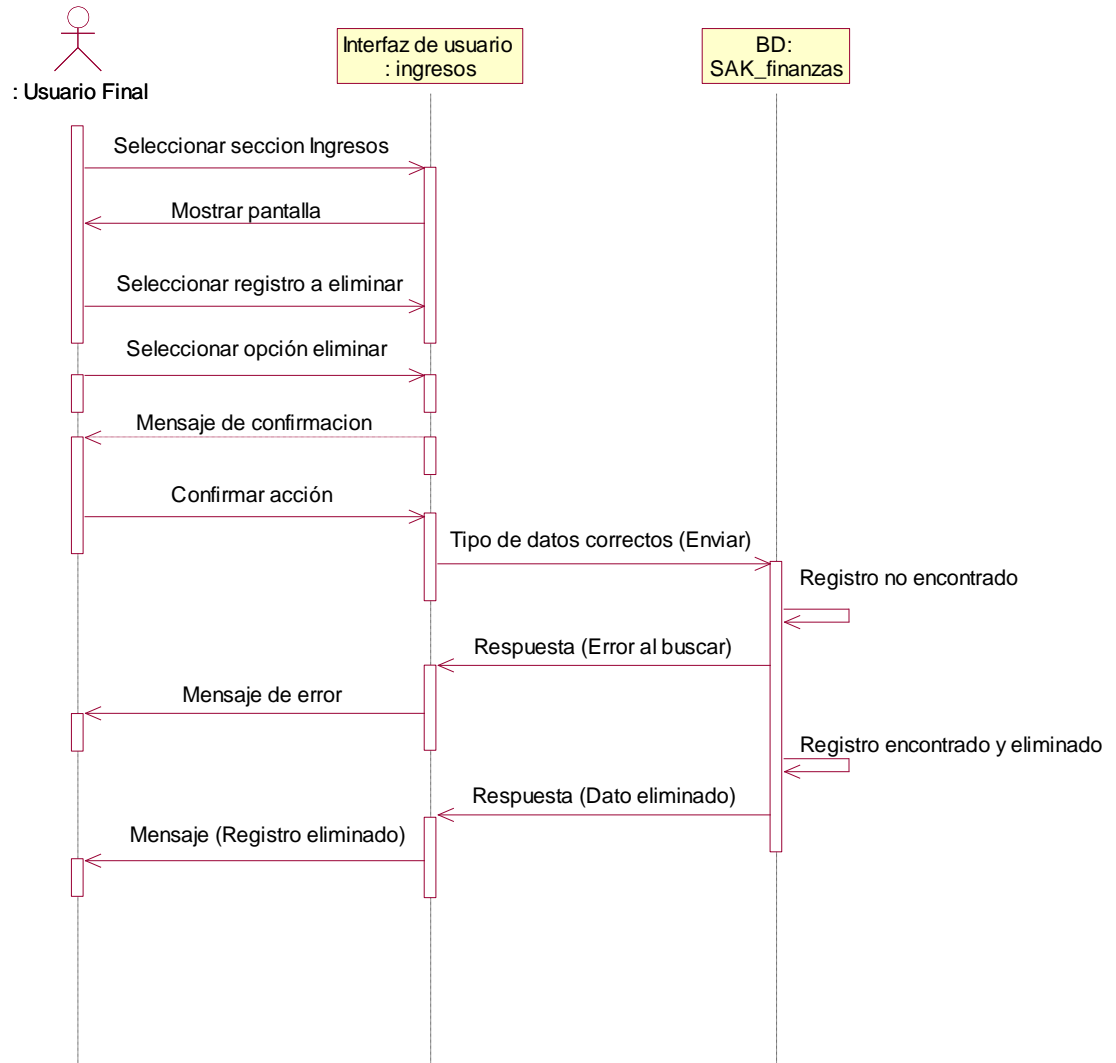 : Usuario Final
Interfaz de usuario
: ingresos
BD:
SAK_finanzas
Seleccionar seccion Ingresos
Mostrar pantalla
Seleccionar registro a eliminar
Seleccionar opción eliminar
Mensaje de confirmacion
Confirmar acción
Tipo de datos correctos (Enviar)
Registro no encontrado
Respuesta (Error al buscar)
Mensaje de error
Registro encontrado y eliminado
Respuesta (Dato eliminado)
Mensaje (Registro eliminado)